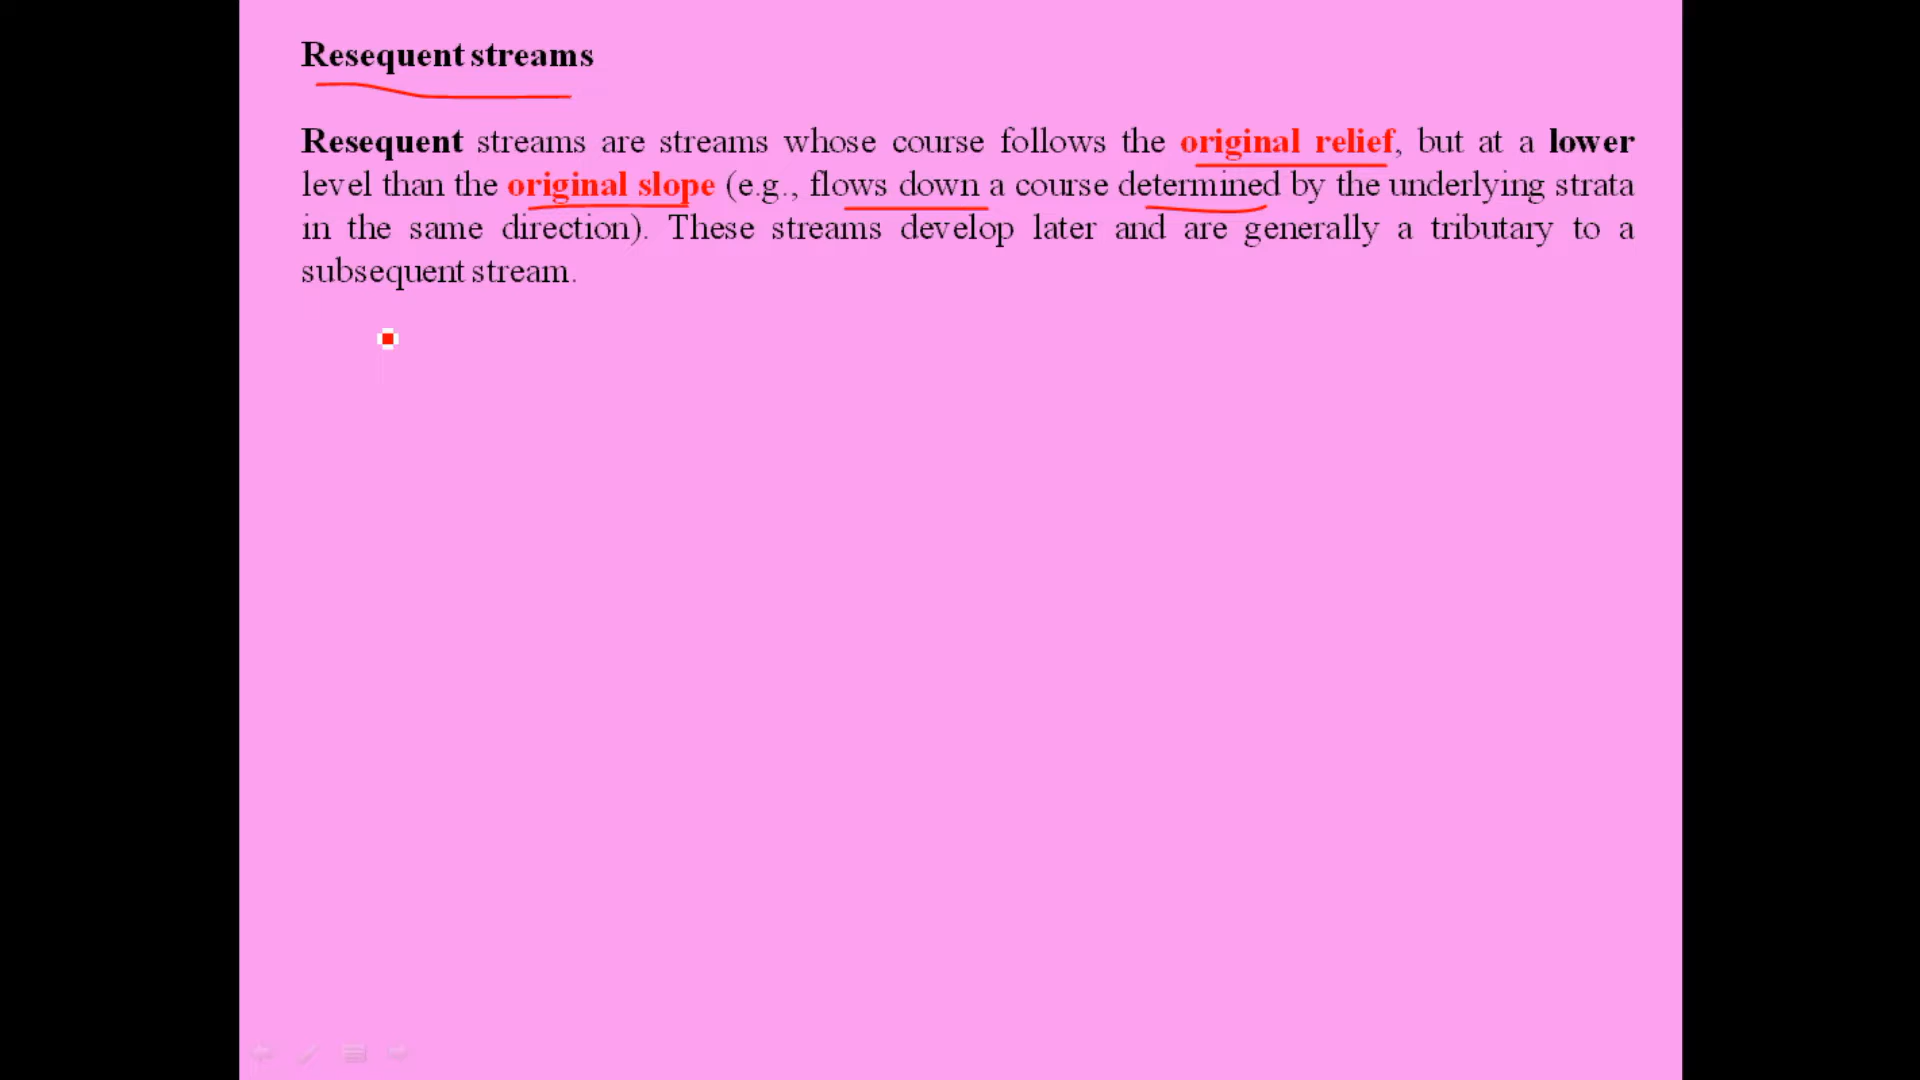 Resequent streams
Resequent streams are streams whose course follows the original relief, but at a lower
level than the original slope (e.g., flows down a course determined by the underlying strata
in the same direction). These streams develop later and are generally a tributary to a
subsequent stream.